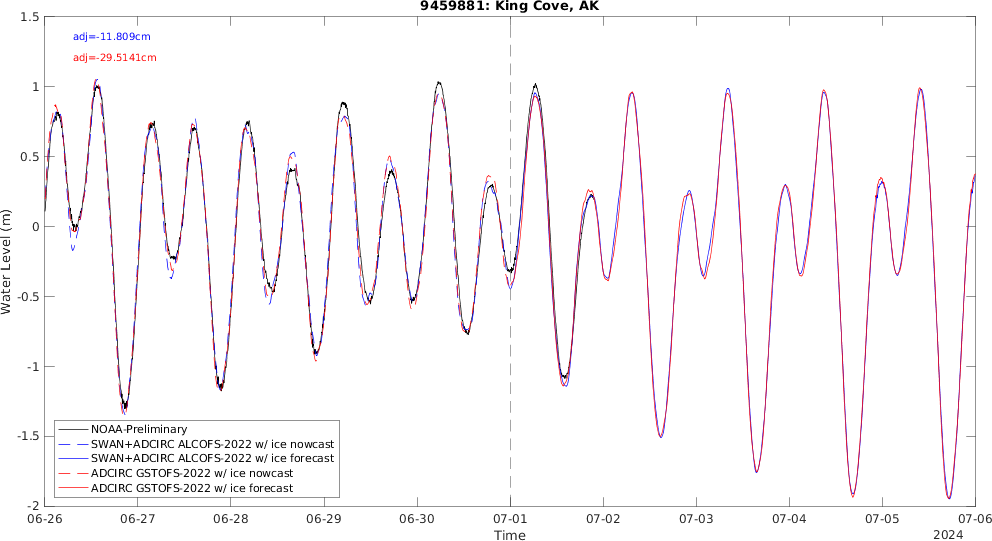 9459881: King Cove, AK
adj=-11.809cm
adj=-29.5141cm
Water Level (m)
1.5
1
0.5
0
-0.5
-1
-1.5
-2
NOAA-Preliminary
SWAN+ADCIRC ALCOFS-2022 w/ ice nowcast
SWAN+ADCIRC ALCOFS-2022 w/ ice forecast
ADCIRC GSTOFS-2022 w/ ice nowcast
ADCIRC GSTOFS-2022 w/ ice forecast
06-26 06-27 06-28 06-29 06-30 07-01 07-02 07-03 07-04 07-05 07-06
Time
2024